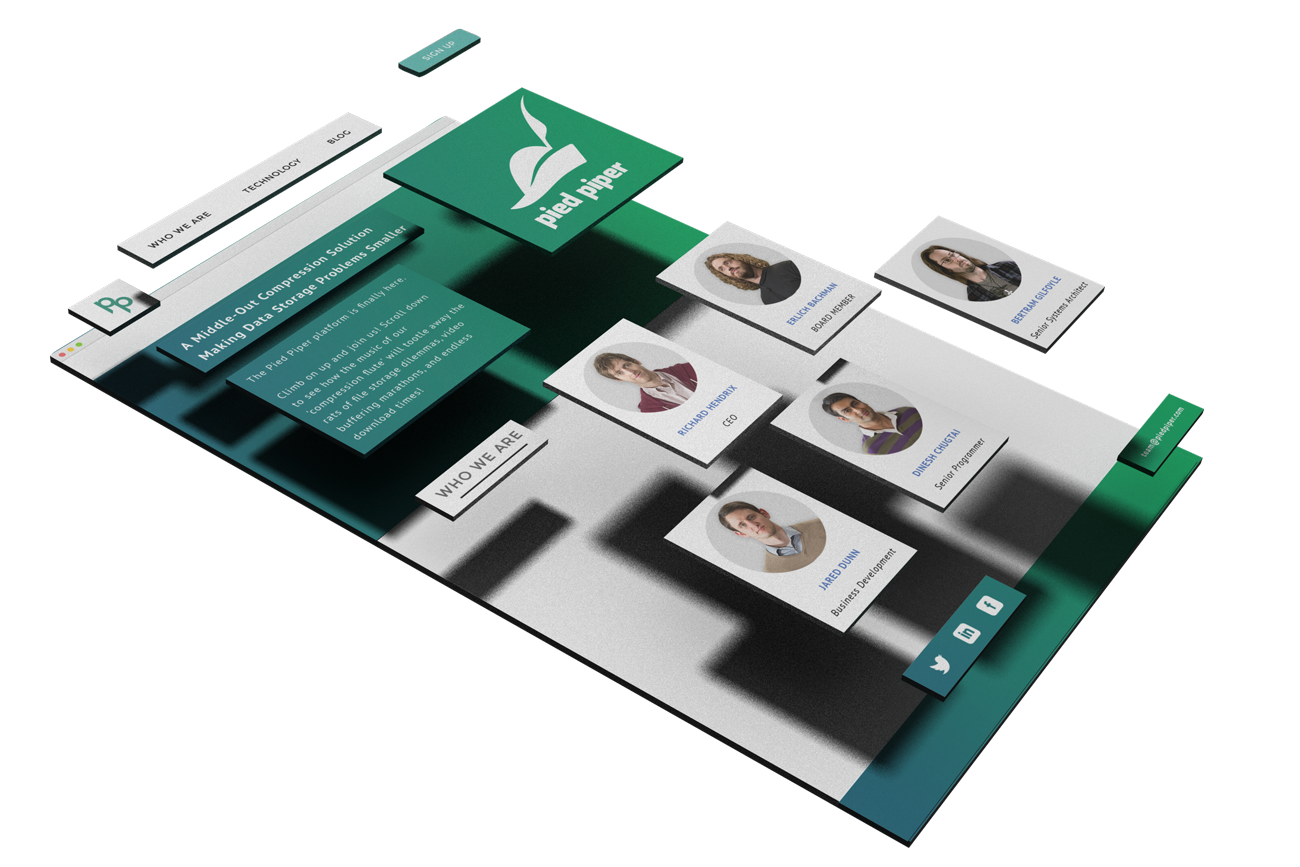 SIGN UP
WHO WE ARE
TECHNOLOGY
BLOG
pp
pied piper
A Middle-Out Compression Solution
Making Data Storage Problems Smaller
The Pied Piper platform is finally here.
Climb on up and join us! Scroll down
to see how the music of our
'compression flute' will tootle away the
rats of file storage dilemmas, video
buffering marathons, and endless
download times!
WHO WE ARE
RICHARD HENDRIX
CEO
ERLICH BACHMAN
BOARD MEMBER
BERTRAM GILFOYLE
Senior Systems Architect
JARED DUNN
Business Development
DINESH CHUGTAI
Senior Programmer
in
f
team@piedpiper.com